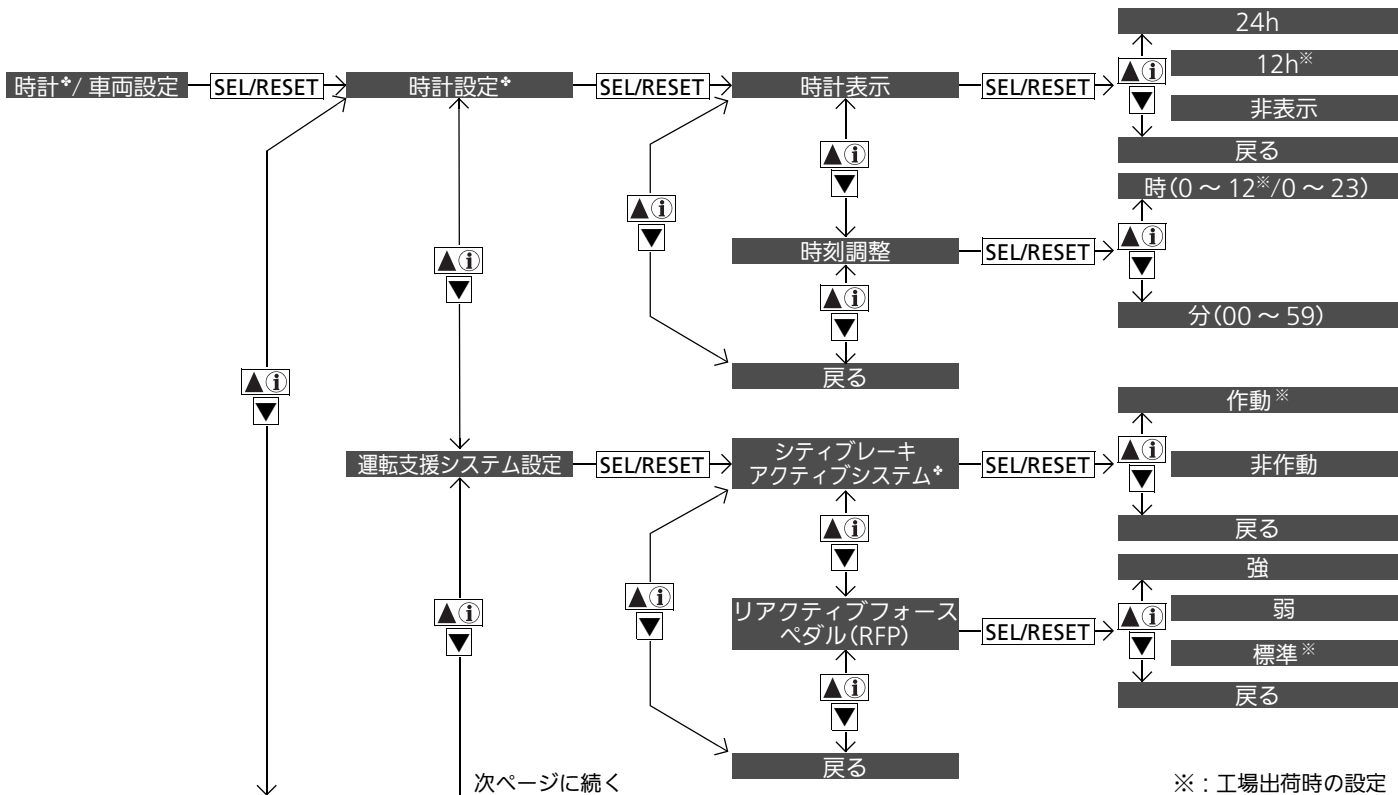 24h
時計✤/ 車両設定
SEL/RESET
時計設定✤
SEL/RESET
時計表示
SEL/RESET
▲ⓘ
▼
12h※
非表示
戻る
▲ⓘ
▼
時(0 ～ 12※/0 ～ 23)
▲ⓘ
▼
時刻調整
SEL/RESET
▲ⓘ
▼
分(00 ～ 59)
▲ⓘ
▼
▲ⓘ
▼
戻る
▲ⓘ
▼
作動※
運転支援システム設定
SEL/RESET
シティブレーキ
アクティブシステム✤
SEL/RESET
▲ⓘ
▼
非作動
戻る
▲ⓘ
▼
強
リアクティブフォース
ペダル(RFP)
SEL/RESET
▲ⓘ
▼
弱
標準※
戻る
▲ⓘ
▼
▲ⓘ
▼
▲ⓘ
▼
戻る
次ページに続く
※：工場出荷時の設定